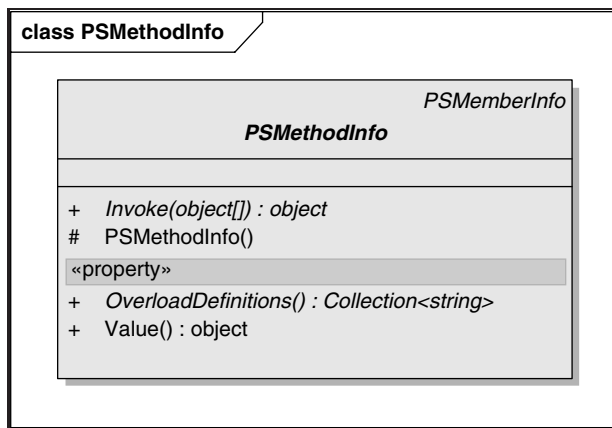 class PSMethodInfo
PSMemberInfo
PSMethodInfo
+ Invoke(object[]) : object
# PSMethodInfo()
«property»
+ OverloadDefinitions() : Collection<string>
+ Value() : object